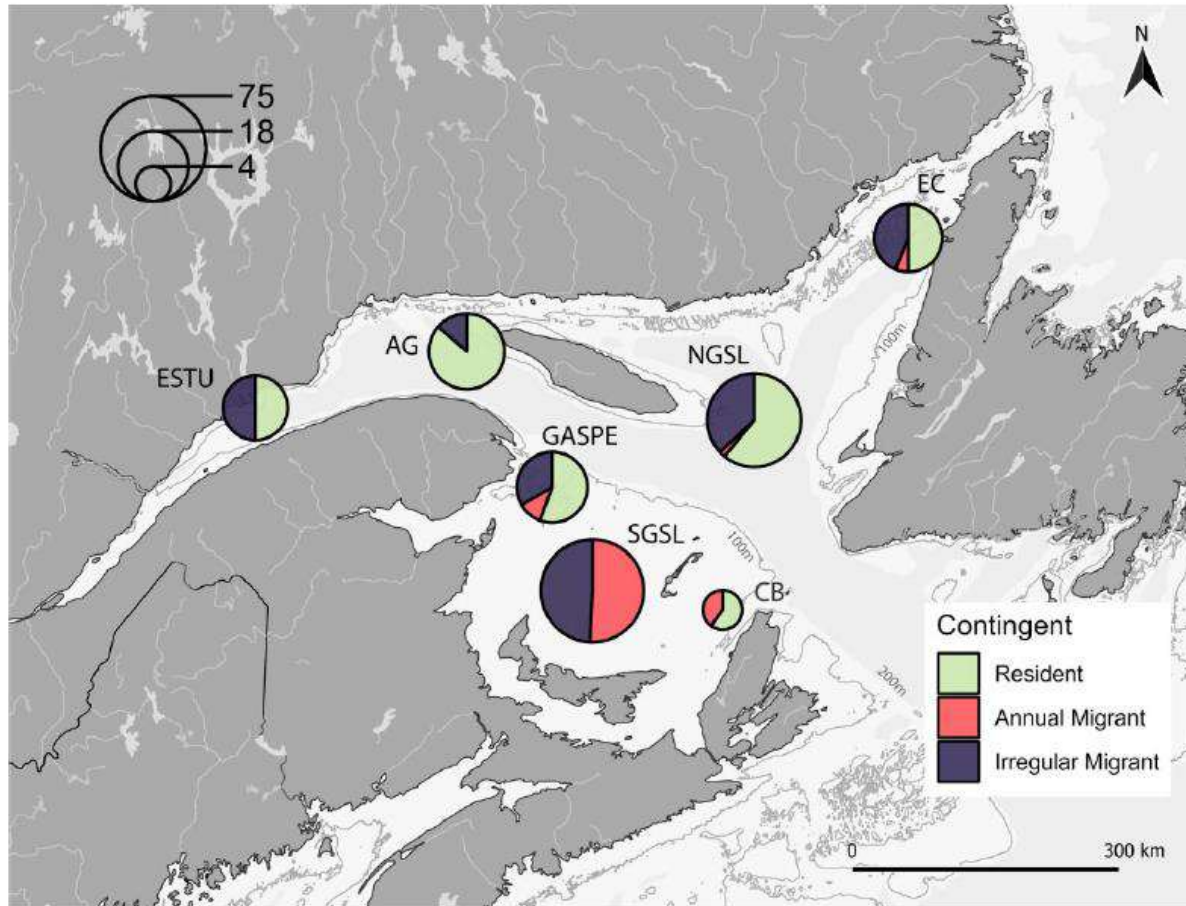 N
75
18
4
EC
AG
NGSL
100m
ESTU
GASPE
SGSL
100m
CB
Contingent
Resident
Annual Migrant
Irregular Migrant
200m
0
300 km